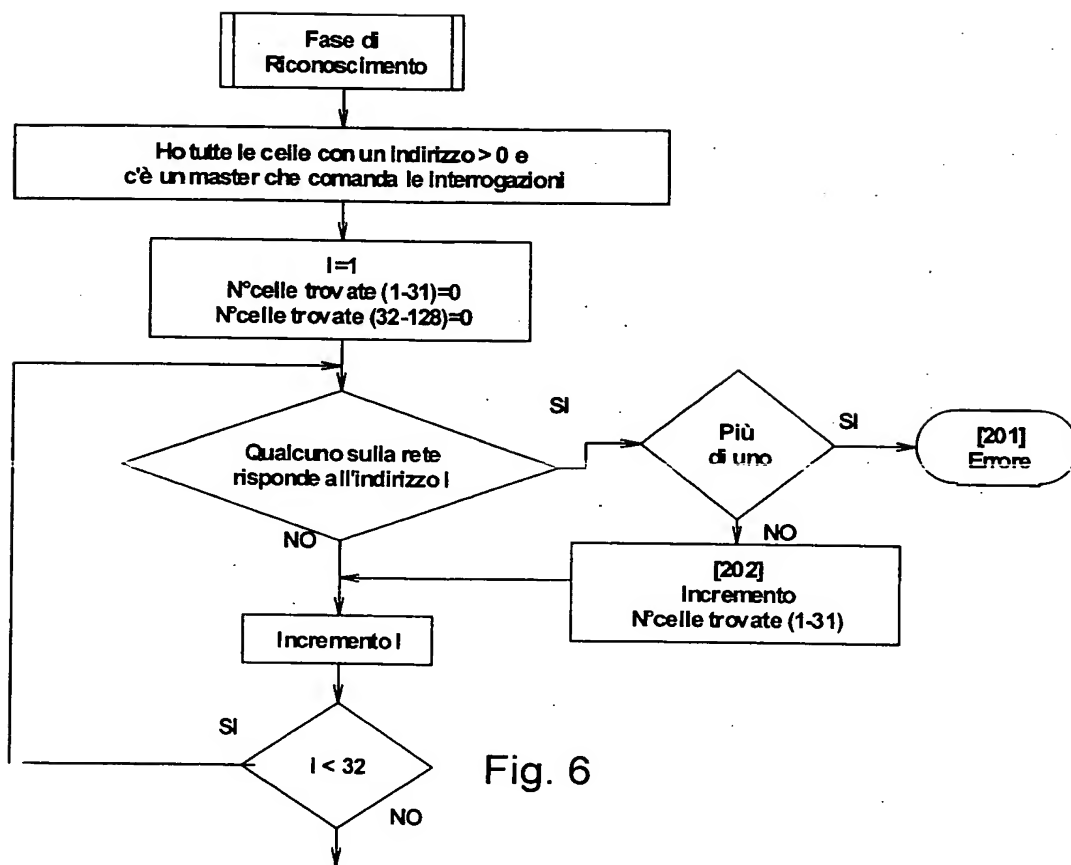 Fase di
Riconoscimento
Ho tutte le celle con un indirizzo > 0 e
c'è un master che comanda le interrogazioni
I=1
N°celle trovate (1-31)=0
N°celle trovate (32-128)=0
Qualcuno sulla rete
risponde all'indirizzo I
SI
Più
di uno
SI
[201]
Errore
NO
NO
[202]
Incremento
N°celle trovate (1-31)
Incremento I
SI
I < 32
NO
Fig. 6